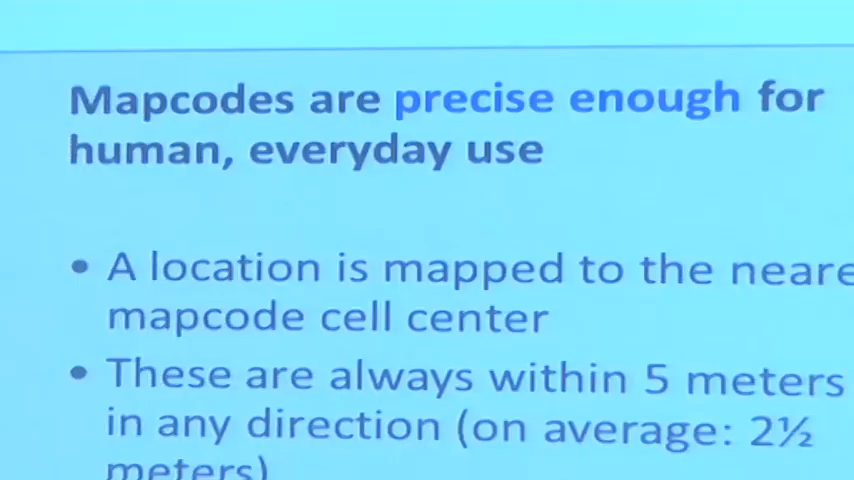 Mapcodes are precise enough for
human, everyday use
• A location is mapped to the
mapcode cell center
• These are always within 5 meters
in any direction (on average: 2½
meters)